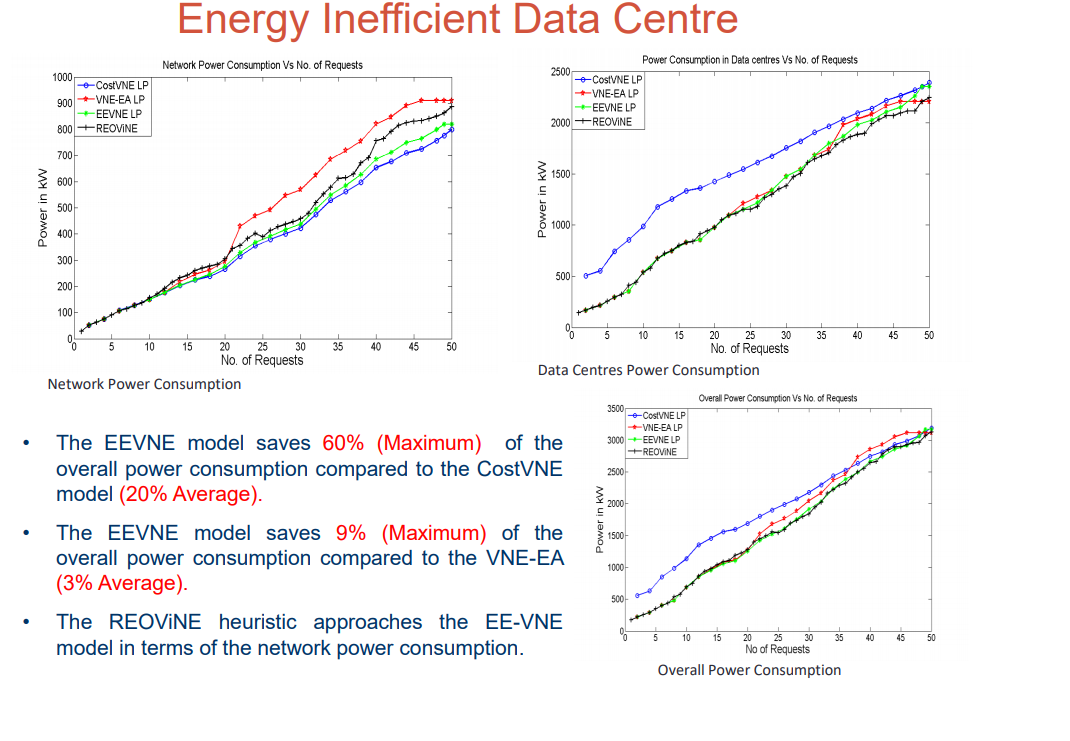 Energy Inefficient Data Centre
Network Power Consumption Vs No. of Requests
1000
900
800
700
600
500
400
300
200
100
0
Power in kW
CostVNE LP
VNE-EA LP
EEVNE LP
REOViNE
0 5 10 15 20 25 30 35 40 45 50
No. of Requests
Network Power Consumption
Power Consumption in Data centres Vs No. of Requests
2500
2000
1500
1000
500
0
Power in kW
CostVNE LP
VNE-EA LP
EEVNE LP
REOViNE
0 5 10 15 20 25 30 35 40 45 50
No. of Requests
Data Centres Power Consumption
• The EEVNE model saves 60% (Maximum) of the
overall power consumption compared to the CostVNE
model (20% Average).
• The EEVNE model saves 9% (Maximum) of the
overall power consumption compared to the VNE-EA
(3% Average).
• The REOViNE heuristic approaches the EE-VNE
model in terms of the network power consumption.
Overall Power Consumption Vs No. of Requests
3500
3000
2500
2000
1500
1000
500
0
Power in kW
CostVNE LP
VNE-EA LP
EEVNE LP
REOViNE
0 5 10 15 20 25 30 35 40 45 50
No of Requests
Overall Power Consumption